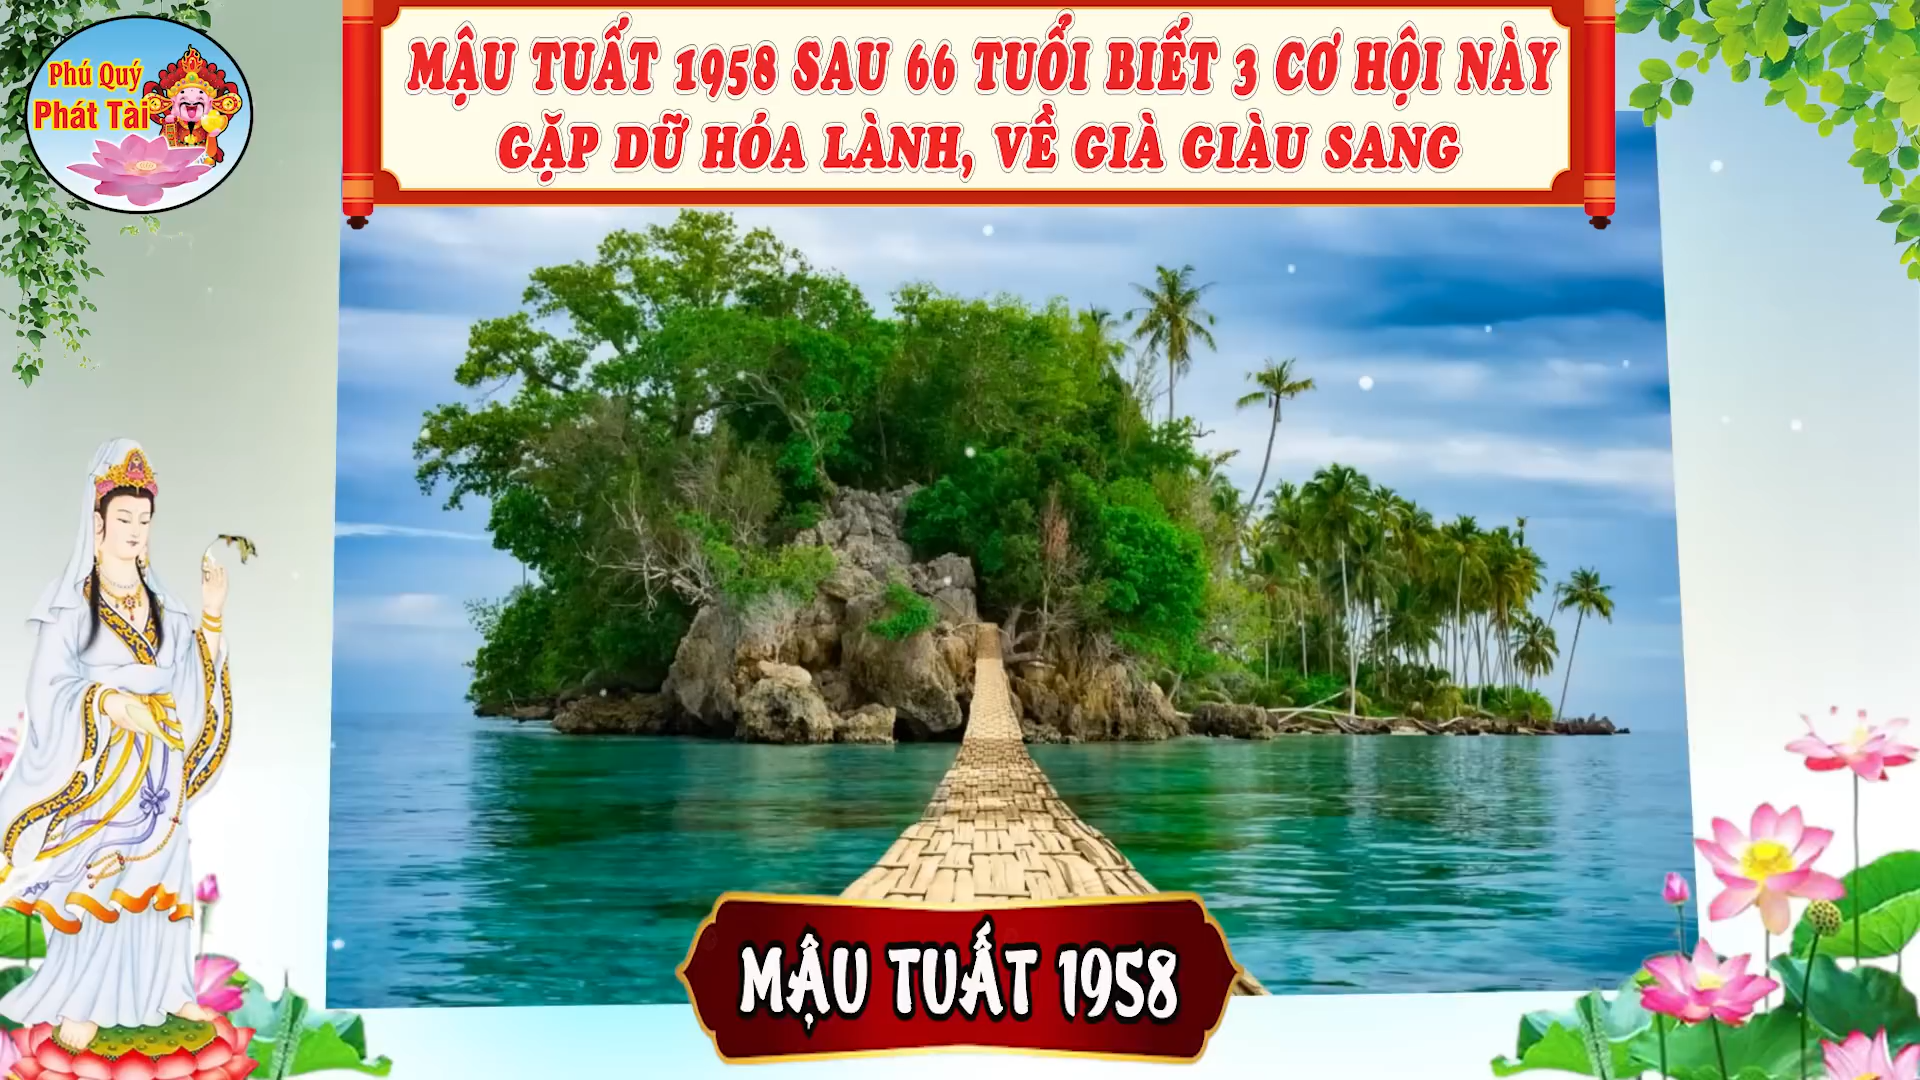 Phú Quý
Phát Tài
MẬU TUẤT 1958 SAU 66 TUỔI BIẾT 3 CƠ HỘI NÀY
GẶP DỮ HÓA LÀNH, VỀ GIÀ GIÀU SANG
MẬU TUẤT 1958